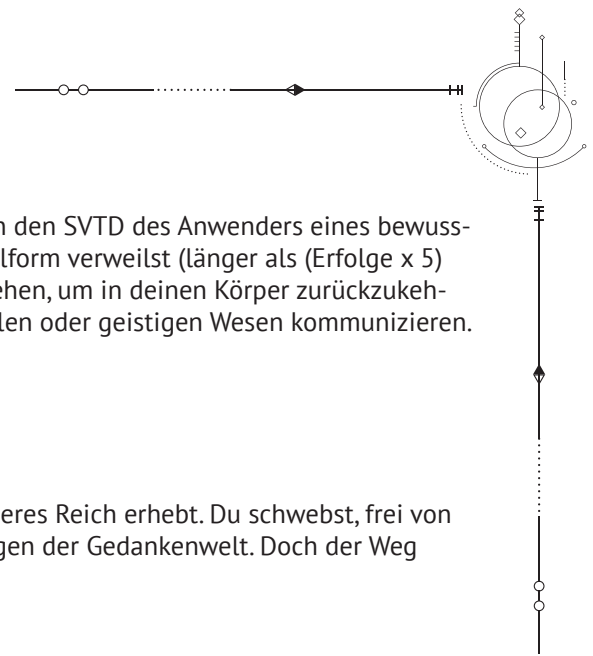 den SVTD des Anwenders eines bewuss-
lform verweilst (länger als (Erfolge x 5)
ehen, um in deinen Körper zurückzukeh-
len oder geistigen Wesen kommunizieren.
eres Reich erhebt. Du schwebst, frei von
gen der Gedankenwelt. Doch der Weg